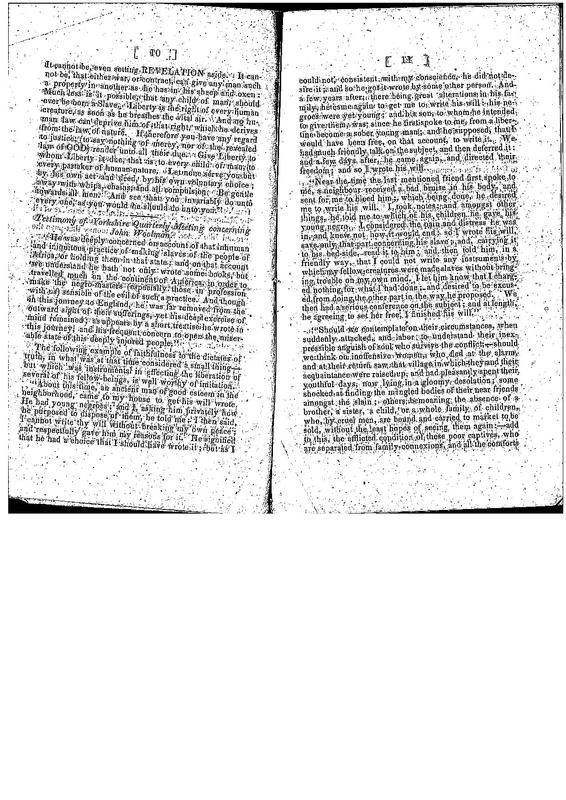 [ 10 ]
It cannot be, even setting REVELATION aside. It can-
not be, that either war, or contract, can give any man such
a property in another as he has in his sheep and oxen:
Much less is it possible, that any child of man, should
ever be born a Slave. Liberty is the right of every human
creature, as soon as he breathes the vital air. And any hu-
man law can deprive him of that right, which he derives
from the law of nature. If therefore you have any regard
to justice, to say nothing of mercy, nor of the revealed
law of GOD, render unto all their due. Give Liberty to
whom Liberty is due, that is, to every child of man, to
every partaker of human nature. Let none serve you but
by his own act and deed, by his own voluntary choice;
away with whips, chains, and all compulsion. Be gentle
towards all men. And see that you invariably do unto
every one, as you would he should do unto you."
Testimony of Yorkshire Quarterly Meeting concerning
John Woolman.
"He was deeply concerned on account of that inhuman
and iniquitous practice of making slaves of the people of
Africa, or holding them in that state; and on that account
we understand he hath not only wrote some books, but
travelled much on the continent of America, in order to
make the negro-masters (especially those in profession
with us) sensible of the evil of such a practice. And though
in this journey to England, he was far removed from the
outward sight of their sufferings, yet his deep exercise of
mind remained; as appears by a short treatise he wrote in
this journey, and his frequent concern to open the miser-
able state of this deeply injured people."
The following example of faithfulness to the dictates of
truth, in what was at that time considered a small thing—
but which was instrumental in effecting the liberation of
several of his fellow-beings, is well worthy of imitation.
"About this time, an ancient man of good esteem in the
neighborhood, came to my house to get his will wrote.
He had young negroes; and I, asking him privately how
he purposed to dispose of them, he told me; I then said,
'I cannot write thy will without breaking my own peace;'
and respectfully gave him my reasons for it. He signified
that he had a choice that I should have wrote it; but as I
[ 11 ]
could not, consistent with my conscience, he did not de-
sire it; and so he got it wrote by some other person. And
a few years after, there being great alterations in his fa-
mily, he came again to get me to write his will: his ne-
groes were yet young; and his son, to whom he intended
to give them, was, since he first spoke to me, from a liber-
tine become a sober young man; and he supposed, that I
would have been free, on that account, to write it. We
had much friendly talk on the subject, and then deferred it:
and a few days after, he came again, and directed their
freedom; and so I wrote his will.
"Near the time the last mentioned friend first spoke to
me, a neighbour received a bad bruise in his body, and
sent for me to bleed him; which being done, he desired
me to write his will. I took notes; and amongst other
things, he told me to which of his children he gave his
young negro. I considered the pain and distress he was
in, and knew not how it would end; so I wrote his will,
save only that part concerning his slave; and, carrying it
to his bed-side, read it to him; and then told him, in a
friendly way, that I could not write any instruments by
which my fellow creatures were made slaves without bring-
ing trouble on my own mind. I let him know that I charg-
ed nothing for what I had done; and desired to be excus-
ed from doing the other part in the way he proposed. We
then had a serious conference on the subject; and at length,
he agreeing to set her free, I finished his will."
"Should we contemplate on their circumstances, when
suddenly attacked, and labor to understand their inex-
pressible anguish of soul who survive the conflict;—should
we think on inoffensive women, who fled at the alarm,
and at their return saw that village, in which they and their
acquaintance were raised up, and had pleasantly spent their
youthful days, now lying in a gloomy desolation; some
shocked at finding the mangled bodies of their near friends
amongst the slain; others bemoaning the absence of a
brother, a sister, a child, or a whole family of children,
who, by cruel men, are bound and carried to market to be
sold, without the least hopes of seeing them again:—add
to this, the afflicted condition of these poor captives, who
are separated from family-connexions, and all the comforts